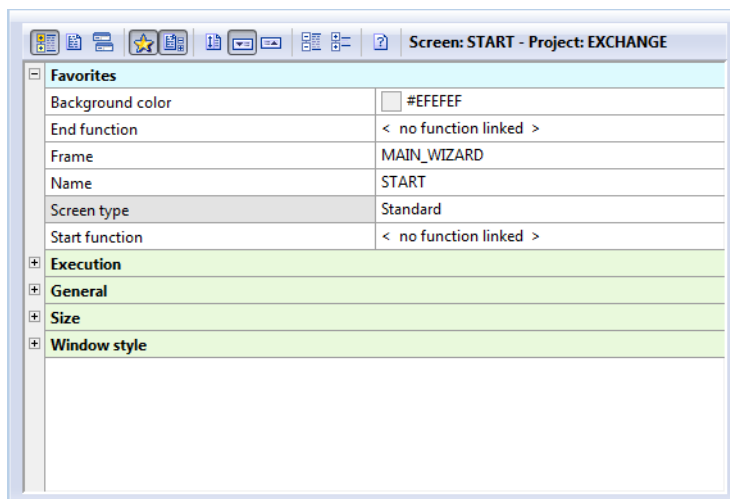 Screen: START - Project: EXCHANGE
Favorites
Background color #EFEFEF
End function < no function linked >
Frame MAIN_WIZARD
Name START
Screen type Standard
Start function < no function linked >
Execution
General
Size
Window style